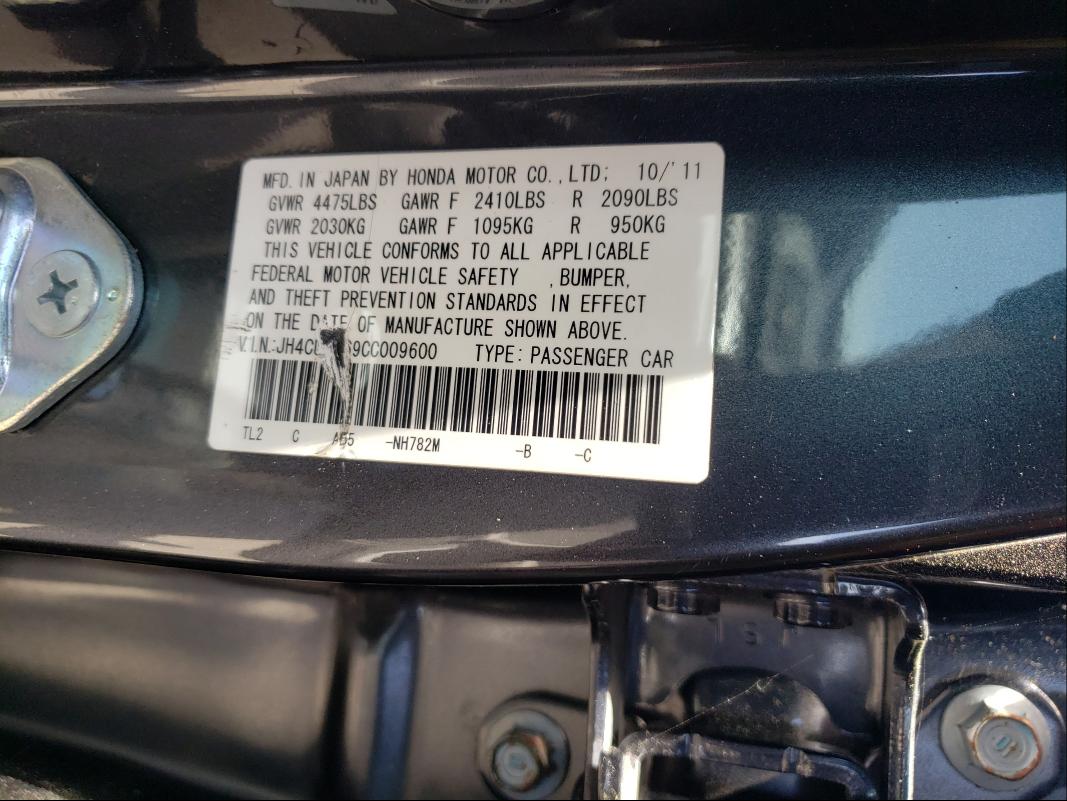 MFD. IN JAPAN BY HONDA MOTOR CO.,LTD; 10/'11
GVWR 4475LBS GAWR F 2410LBS R 2090LBS
GVWR 2030KG GAWR F 1095KG R 950KG
THIS VEHICLE CONFORMS TO ALL APPLICABLE
FEDERAL MOTOR VEHICLE SAFETY ,BUMPER,
AND THEFT PREVENTION STANDARDS IN EFFECT
ON THE DATE OF MANUFACTURE SHOWN ABOVE.
V.I.N.: TYPE: PASSENGER CAR
TL2 C -NH782M -B -C